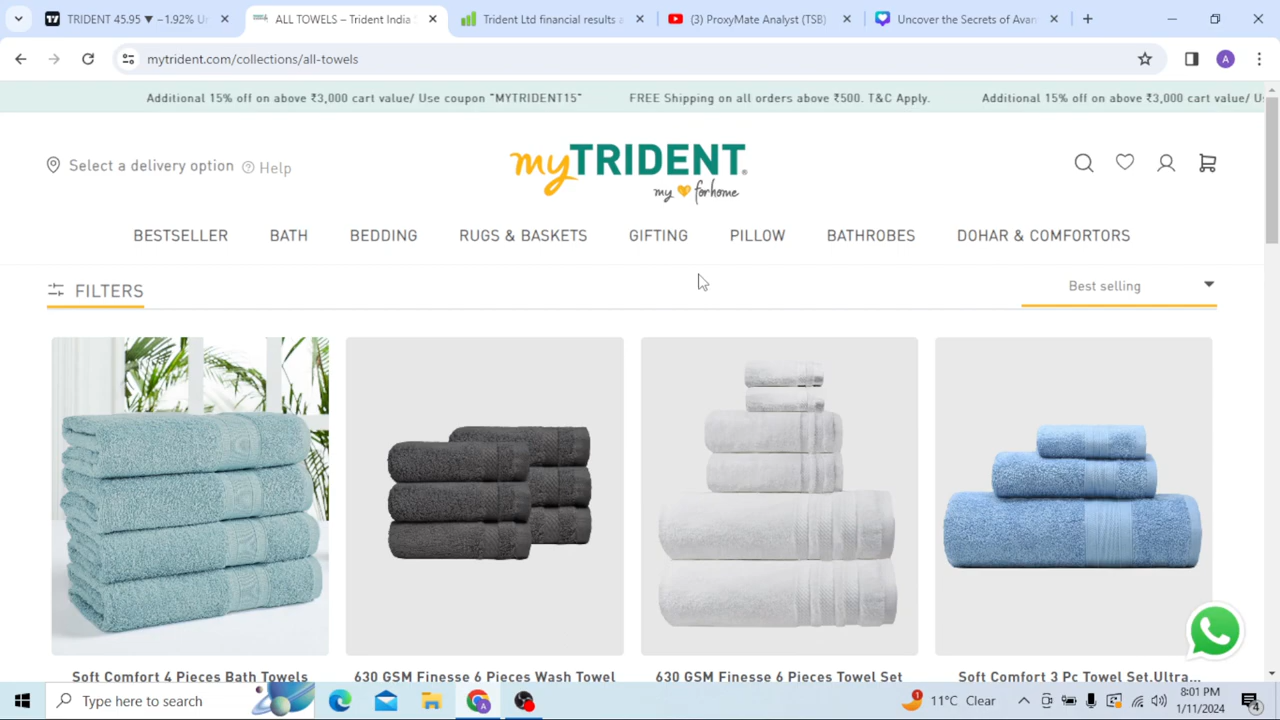 TRIDENT 45.95 ▼ −1.92% Un
ALL TOWELS – Trident India
Trident Ltd financial results a
(3) ProxyMate Analyst (TSB)
Uncover the Secrets of Avan
mytrident.com/collections/all-towels
A
Additional 15% off on above ₹3,000 cart value/ Use coupon "MYTRIDENT15"
FREE Shipping on all orders above ₹500. T&C Apply.
Additional 15% off on above ₹3,000 cart value/ U
Select a delivery option
Help
myTRIDENT
my forhome
BESTSELLER
BATH
BEDDING
RUGS & BASKETS
GIFTING
PILLOW
BATHROBES
DOHAR & COMFORTORS
FILTERS
Best selling
Soft Comfort 4 Pieces Bath Towels
630 GSM Finesse 6 Pieces Wash Towel
630 GSM Finesse 6 Pieces Towel Set
Soft Comfort 3 Pc Towel Set,Ultra...
Type here to search
A
1
11°C Clear
8:01 PM
1/11/2024
4